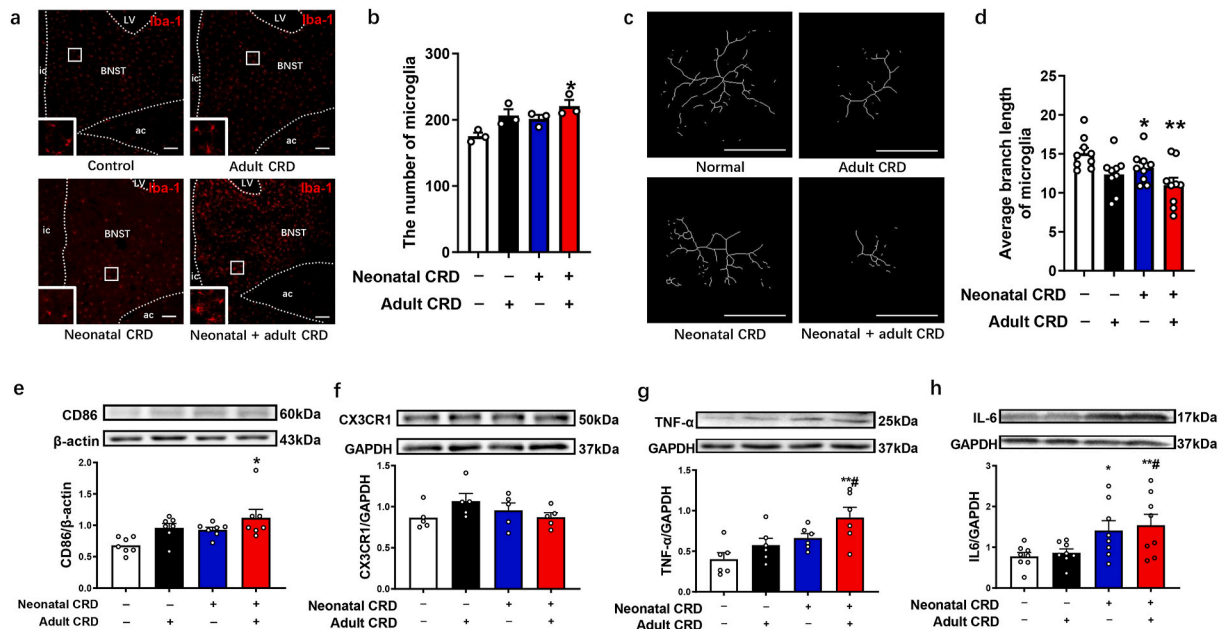 a
LV
Iba-1
ic
BNST
ac
Control
LV
Iba-1
ic
BNST
ac
Adult CRD
LV
Iba-1
ic
BNST
ac
Neonatal CRD
LV
Iba-1
ic
BNST
ac
Neonatal + adult CRD
b
The number of microglia
300
200
100
0
*
Neonatal CRD – – + +
Adult CRD – + – +
c
Normal
Adult CRD
Neonatal CRD
Neonatal + adult CRD
d
Average branch length
of microglia
25
20
15
10
5
0
* **
Neonatal CRD – – + +
Adult CRD – + – +
e
CD86 60kDa
β-actin 43kDa
CD86/β-actin
2.0
1.5
1.0
0.5
0.0
*
Neonatal CRD – – + +
Adult CRD – + – +
f
CX3CR1 50kDa
GAPDH 37kDa
CX3CR1/GAPDH
1.5
1.0
0.5
0.0
Neonatal CRD – – + +
Adult CRD – + – +
g
TNF-α 25kDa
GAPDH 37kDa
TNF-α/GAPDH
1.5
1.0
0.5
0.0
**#
Neonatal CRD – – + +
Adult CRD – + – +
h
IL-6 17kDa
GAPDH 37kDa
IL6/GAPDH
3
2
1
0
* **#
Neonatal CRD – – + +
Adult CRD – + – +